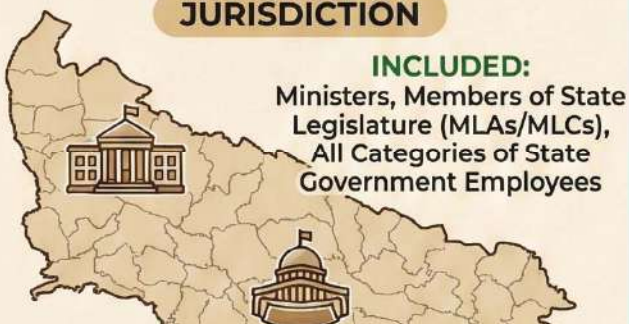 JURISDICTION
INCLUDED:
Ministers, Members of State
Legislature (MLAs/MLCs),
All Categories of State
Government Employees